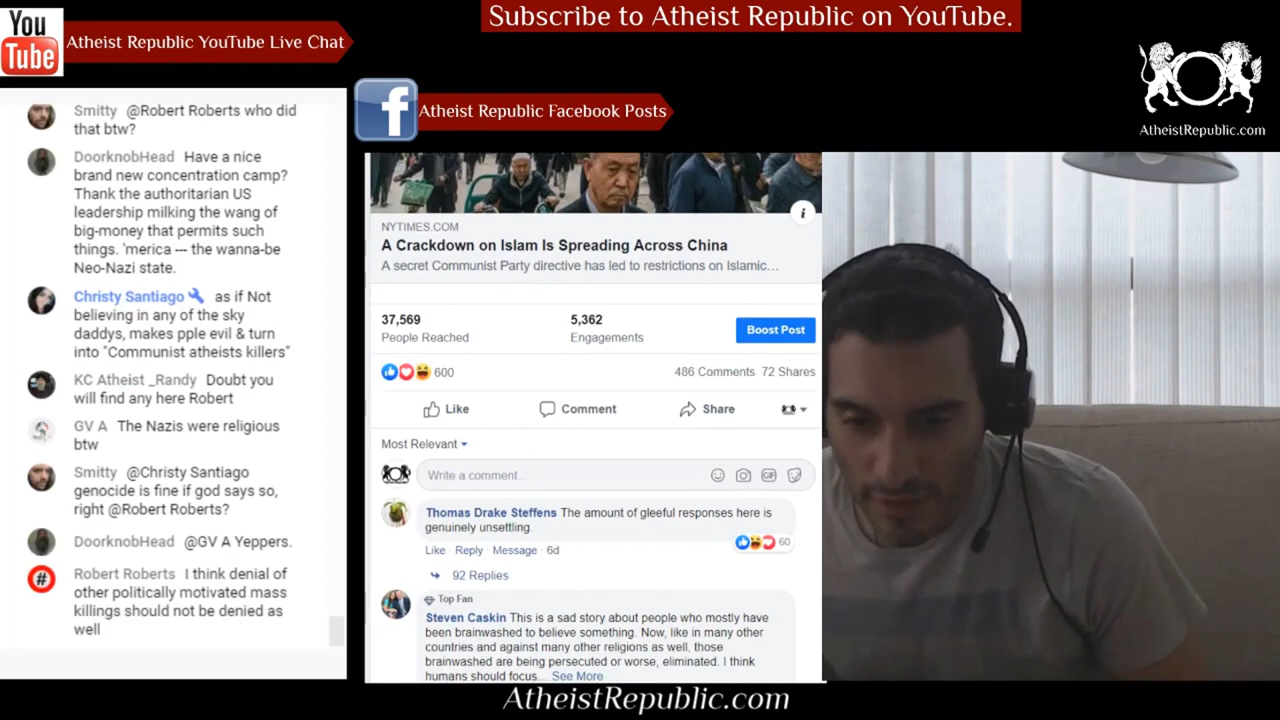 Subscribe to Atheist Republic on YouTube.
You
Tube
Atheist Republic YouTube Live Chat
AtheistRepublic.com
f
Atheist Republic Facebook Posts
Smitty @Robert Roberts who did
that btw?
DoorknobHead Have a nice
brand new concentration camp?
Thank the authoritarian US
leadership milking the wang of
big-money that permits such
things. 'merica --- the wanna-be
Neo-Nazi state.
Christy Santiago as if Not
believing in any of the sky
daddys, makes pple evil & turn
into "Communist atheists killers"
KC Atheist _Randy Doubt you
will find any here Robert
GV A The Nazis were religious
btw
Smitty @Christy Santiago
genocide is fine if god says so,
right @Robert Roberts?
DoorknobHead @GV A Yeppers.
# Robert Roberts I think denial of
other politically motivated mass
killings should not be denied as
well
i
NYTIMES.COM
A Crackdown on Islam Is Spreading Across China
A secret Communist Party directive has led to restrictions on Islamic…
37,569
People Reached
5,362
Engagements
Boost Post
600
486 Comments 72 Shares
Like
Comment
Share
Most Relevant
Write a comment...
GIF
Thomas Drake Steffens The amount of gleeful responses here is
genuinely unsettling.
60
Like · Reply · Message · 6d
92 Replies
Top Fan
Steven Caskin This is a sad story about people who mostly have
been brainwashed to believe something. Now, like in many other
countries and against many other religions as well, those
brainwashed are being persecuted or worse, eliminated. I think
humans should focus... See More
AtheistRepublic.com